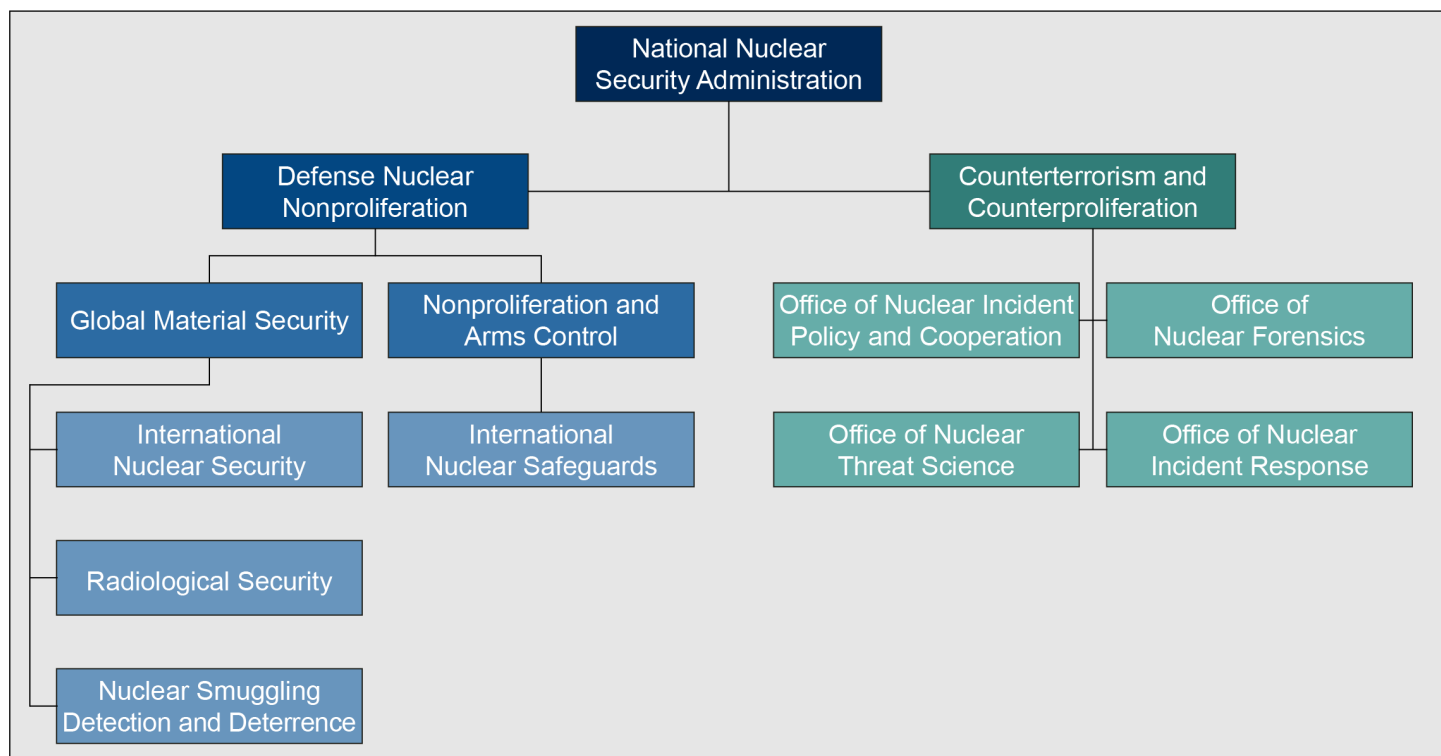 National Nuclear
Security Administration
Defense Nuclear
Nonproliferation
Counterterrorism and
Counterproliferation
Global Material Security
Nonproliferation and
Arms Control
Office of Nuclear Incident
Policy and Cooperation
Office of
Nuclear Forensics
International
Nuclear Security
International
Nuclear Safeguards
Office of Nuclear
Threat Science
Office of Nuclear
Incident Response
Radiological Security
Nuclear Smuggling
Detection and Deterrence